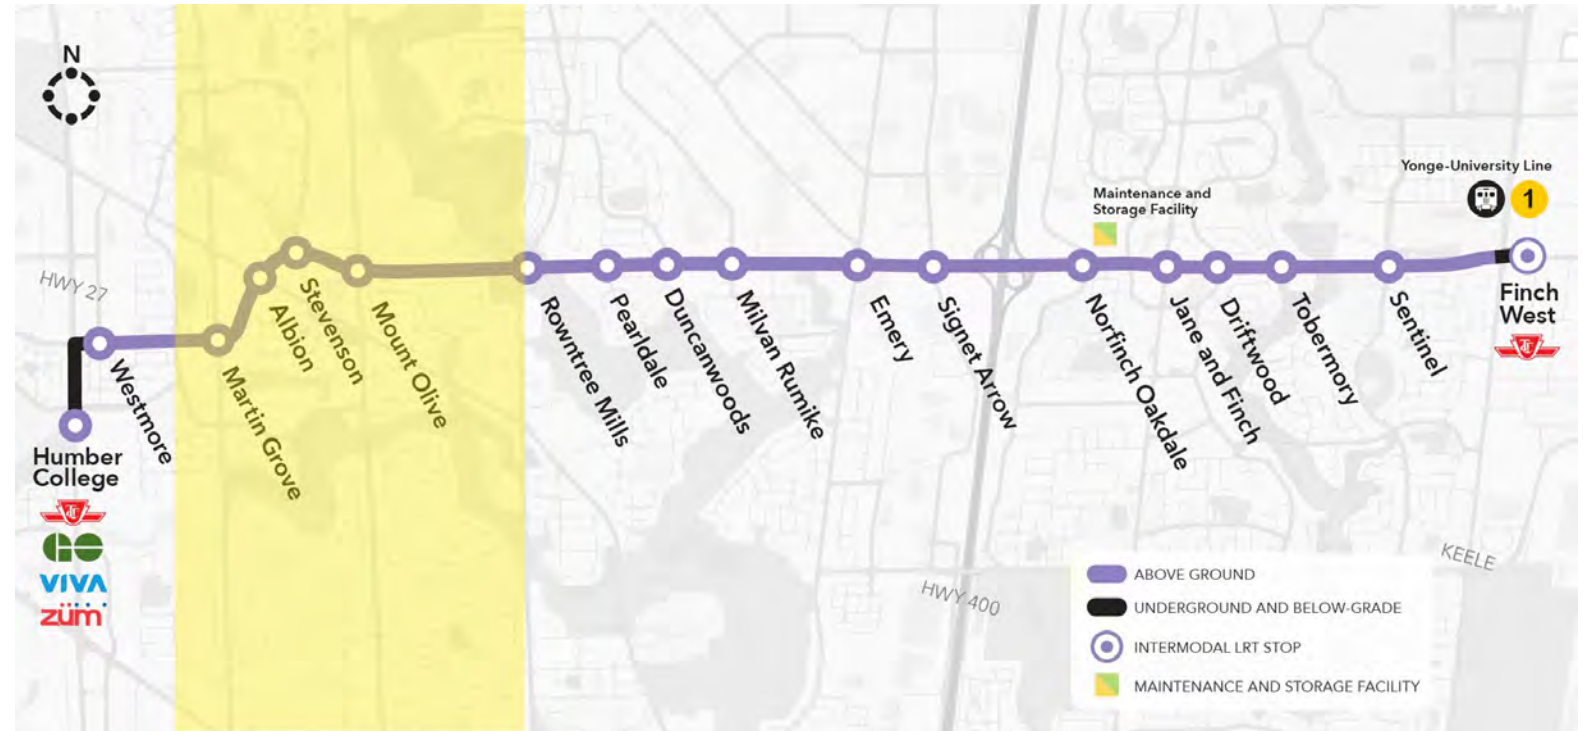 N
Yonge-University Line
1
Maintenance and
Storage Facility
HWY 27
Humber
College
Westmore
Martin Grove
Albion
Stevenson
Mount Olive
Rowntree Mills
Pearldale
Duncanwoods
Milvan Rumike
Emery
Signet Arrow
Norfinch Oakdale
Jane and Finch
Driftwood
Tobermory
Sentinel
Finch
West
TTC
TTC
GO
VIVA
züm
HWY 400
KEELE
ABOVE GROUND
UNDERGROUND AND BELOW-GRADE
INTERMODAL LRT STOP
MAINTENANCE AND STORAGE FACILITY